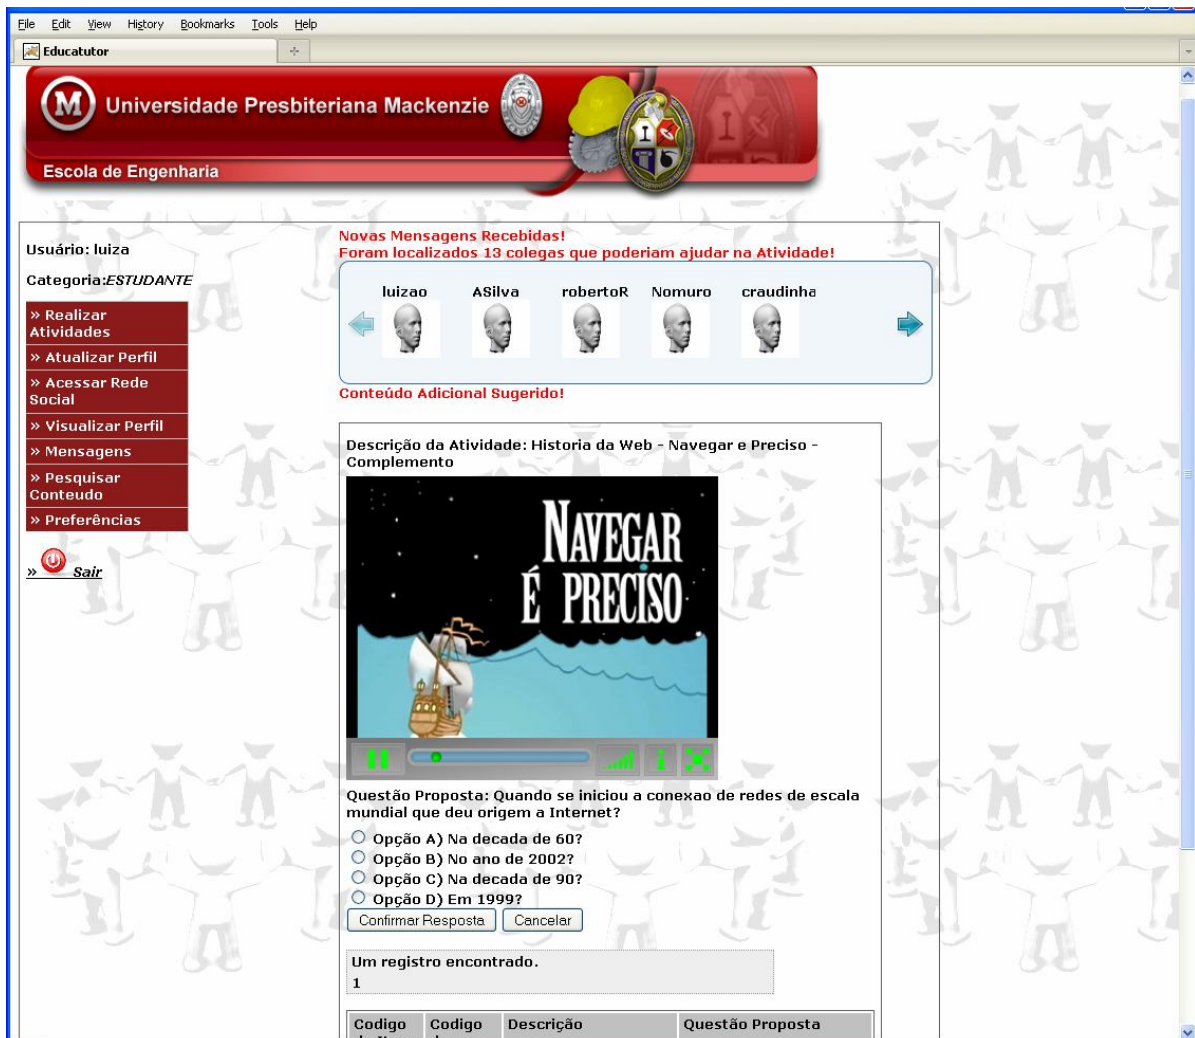 File Edit View History Bookmarks Tools Help
Educatutor
M Universidade Presbiteriana Mackenzie
Escola de Engenharia
Usuário: luiza
Categoria:ESTUDANTE
» Realizar
Atividades
» Atualizar Perfil
» Acessar Rede
Social
» Visualizar Perfil
» Mensagens
» Pesquisar
Conteudo
» Preferências
» Sair
Novas Mensagens Recebidas!
Foram localizados 13 colegas que poderiam ajudar na Atividade!
luizao ASilva robertoR Nomuro craudinha
Conteúdo Adicional Sugerido!
Descrição da Atividade: Historia da Web - Navegar e Preciso -
Complemento
NAVEGAR
É PRECISO
Questão Proposta: Quando se iniciou a conexao de redes de escala
mundial que deu origem a Internet?
Opção A) Na decada de 60?
Opção B) No ano de 2002?
Opção C) Na decada de 90?
Opção D) Em 1999?
Confirmar Resposta Cancelar
Um registro encontrado.
1
Codigo Codigo Descrição Questão Proposta